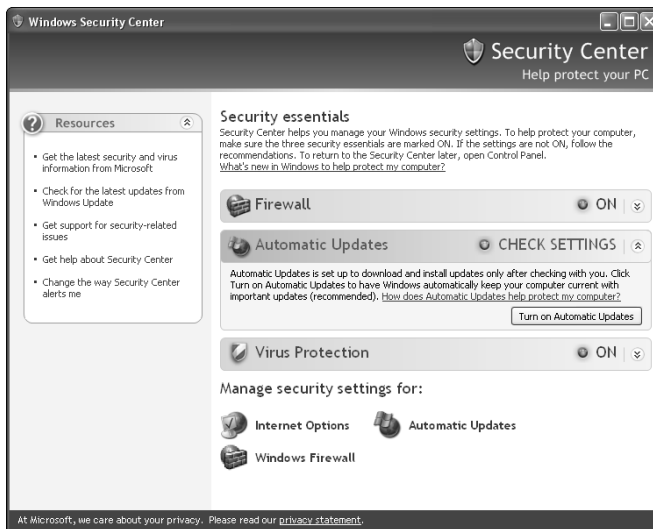 Windows Security Center
Security Center
Help protect your PC
Resources
Get the latest security and virus
information from Microsoft
Check for the latest updates from
Windows Update
Get support for security-related
issues
Get help about Security Center
Change the way Security Center
alerts me
Security essentials
Security Center helps you manage your Windows security settings. To help protect your computer,
make sure the three security essentials are marked ON. If the settings are not ON, follow the
recommendations. To return to the Security Center later, open Control Panel.
What's new in Windows to help protect my computer?
Firewall ON
Automatic Updates CHECK SETTINGS
Automatic Updates is set up to download and install updates only after checking with you. Click
Turn on Automatic Updates to have Windows automatically keep your computer current with
important updates (recommended). How does Automatic Updates help protect my computer?
Turn on Automatic Updates
Virus Protection ON
Manage security settings for:
Internet Options Automatic Updates
Windows Firewall
At Microsoft, we care about your privacy. Please read our privacy statement.